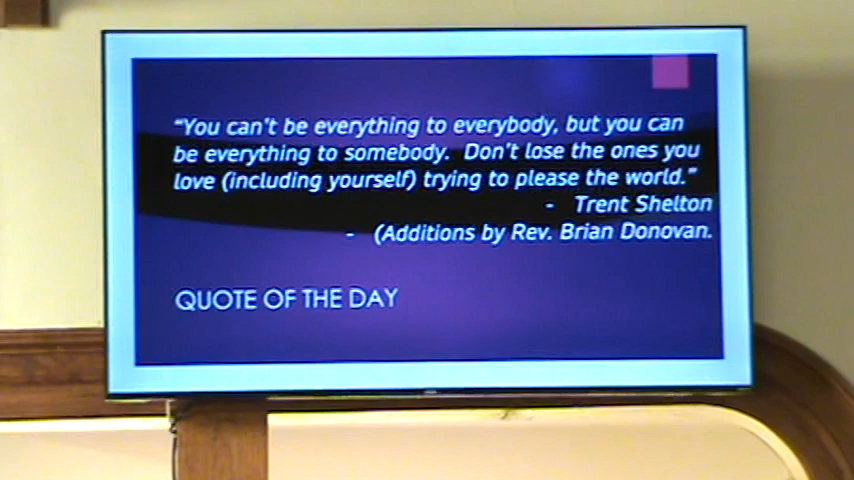 "You can't be everything to everybody, but you can
be everything to somebody. Don't lose the ones you
love (including yourself) trying to please the world."
- Trent Shelton
- (Additions by Rev. Brian Donovan.
QUOTE OF THE DAY